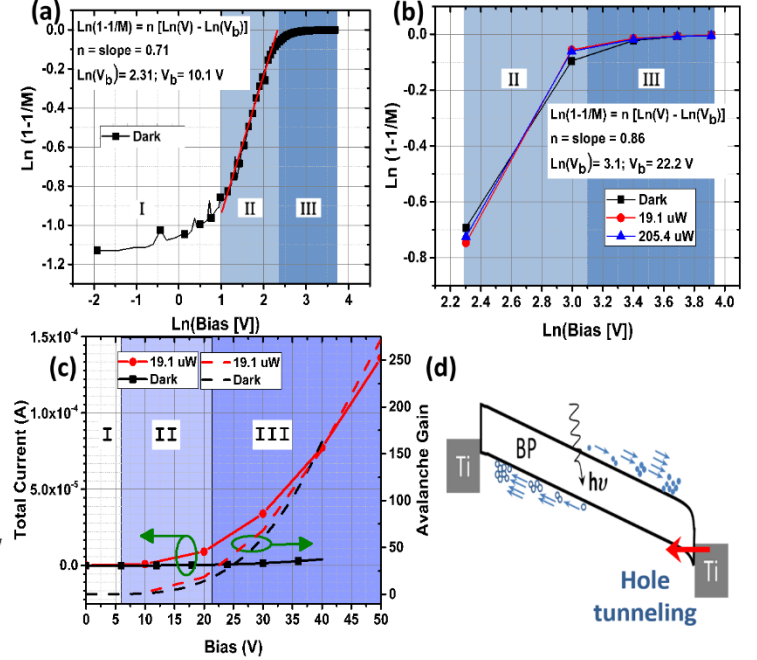 (a)
Ln(1-1/M) = n [Ln(V) - Ln(Vb)]
n = slope = 0.71
Ln(Vb)= 2.31; Vb= 10.1 V
Dark
I
II
III
0.0
-0.2
-0.4
-0.6
-0.8
-1.0
-1.2
Ln (1-1/M)
-2 -1 0 1 2 3 4
Ln(Bias [V])
(b)
II
III
Ln(1-1/M) = n [Ln(V) - Ln(Vb)]
n = slope = 0.86
Ln(Vb) = 3.1; Vb= 22.2 V
Dark
19.1 uW
205.4 uW
0.0
-0.2
-0.4
-0.6
-0.8
Ln (1-1/M)
2.2 2.4 2.6 2.8 3.0 3.2 3.4 3.6 3.8 4.0
Ln(Bias [V])
(c)
19.1 uW
Dark
19.1 uW
Dark
I
II
III
1.5x10-4
1.0x10-4
5.0x10-5
0.0
Total Current (A)
250
200
150
100
50
0
Avalanche Gain
0 5 10 15 20 25 30 35 40 45 50
Bias (V)
(d)
BP
hν
Ti
Ti
Hole
tunneling